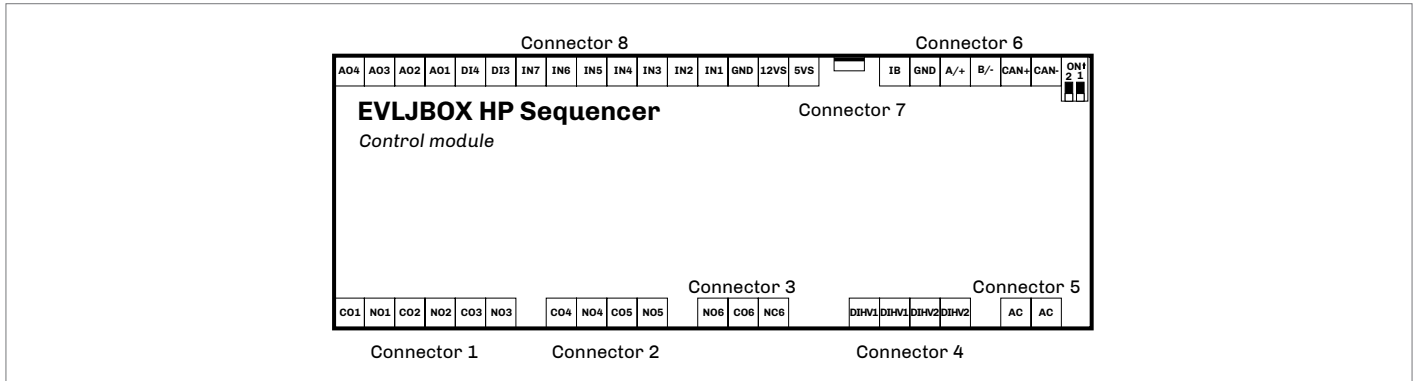 Connector 8 Connector 6
AO4 AO3 AO2 AO1 DI4 DI3 IN7 IN6 IN5 IN4 IN3 IN2 IN1 GND 12VS 5VS IB GND A/+ B/- CAN+ CAN- ON↑
2 1
EVLJBOX HP Sequencer
Connector 7
Control module
Connector 3 Connector 5
CO1 NO1 CO2 NO2 CO3 NO3 CO4 NO4 CO5 NO5 NO6 CO6 NC6 DIHV1 DIHV1 DIHV2 DIHV2 AC AC
Connector 1 Connector 2 Connector 4